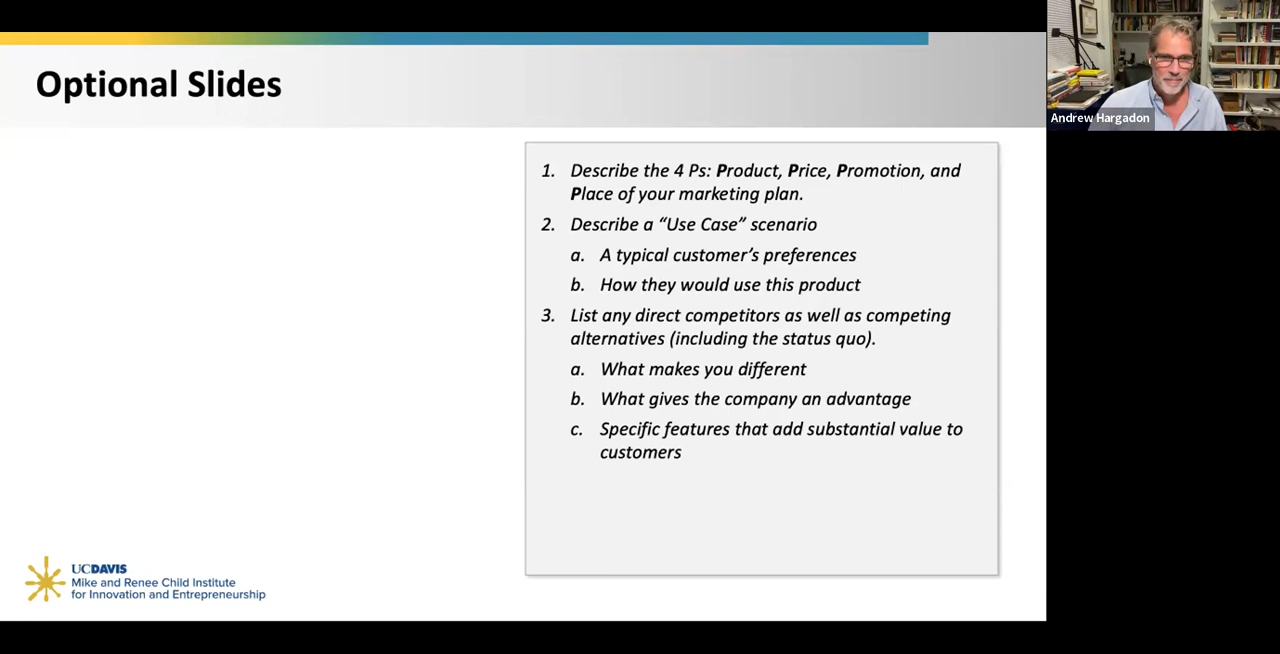 Optional Slides
1. Describe the 4 Ps: Product, Price, Promotion, and
Place of your marketing plan.
2. Describe a “Use Case” scenario
a. A typical customer’s preferences
b. How they would use this product
3. List any direct competitors as well as competing
alternatives (including the status quo).
a. What makes you different
b. What gives the company an advantage
c. Specific features that add substantial value to
customers
UCDAVIS
Mike and Renee Child Institute
for Innovation and Entrepreneurship
Andrew Hargadon